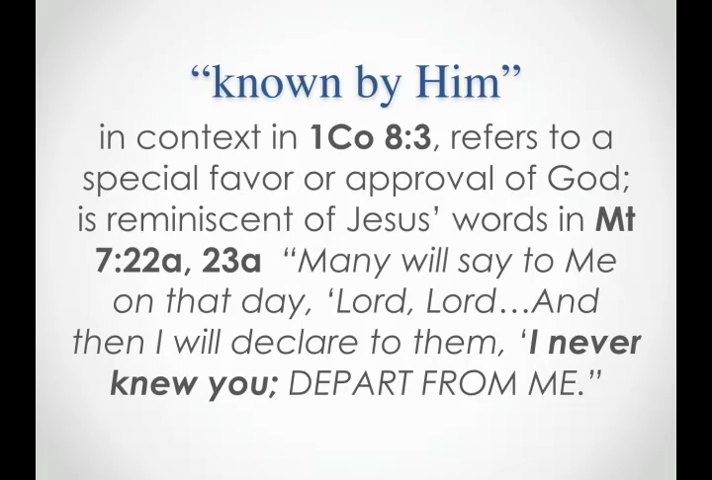 “known by Him”
in context in 1Co 8:3, refers to a
special favor or approval of God;
is reminiscent of Jesus’ words in Mt
7:22a, 23a “Many will say to Me
on that day, ‘Lord, Lord…And
then I will declare to them, ‘I never
knew you; DEPART FROM ME.”